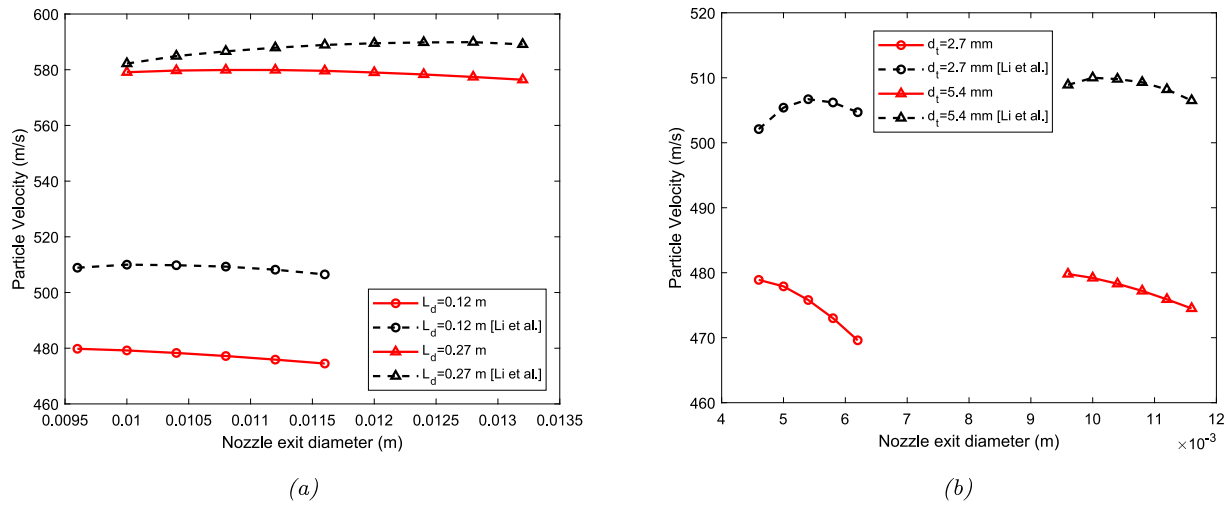 600
580
560
540
520
510
500
480
460
Particle Velocity (m/s)
L_d=0.12 m
L_d=0.12 m [Li et al.]
L_d=0.27 m
L_d=0.27 m [Li et al.]
0.0095 0.01 0.0105 0.011 0.0115 0.012 0.0125 0.013 0.0135
Nozzle exit diameter (m)
(a)
520
510
500
490
480
470
460
Particle Velocity (m/s)
d_t=2.7 mm
d_t=2.7 mm [Li et al.]
d_t=5.4 mm
d_t=5.4 mm [Li et al.]
4 5 6 7 8 9 10 11 12
Nozzle exit diameter (m)
×10^-3
(b)